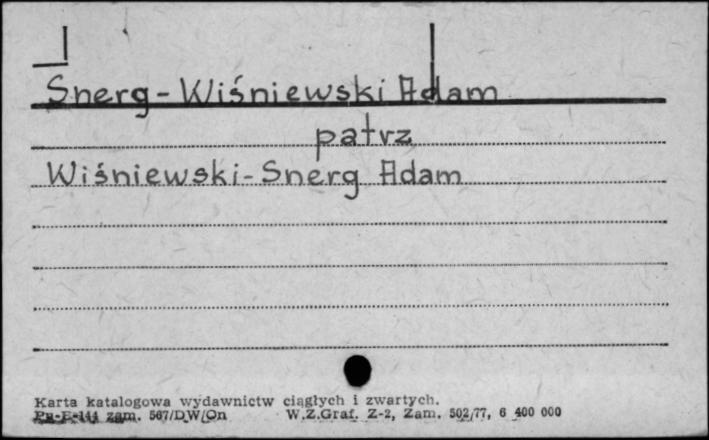 Snerg-Wiśniewski Adam
patrz
Wiśniewski-Snerg Adam
Karta katalogowa wydawnictw ciągłych i zwartych.
zam. 567/DW/On W.Z.Graf. Z-2, Zam. 502/77, 6 400 000